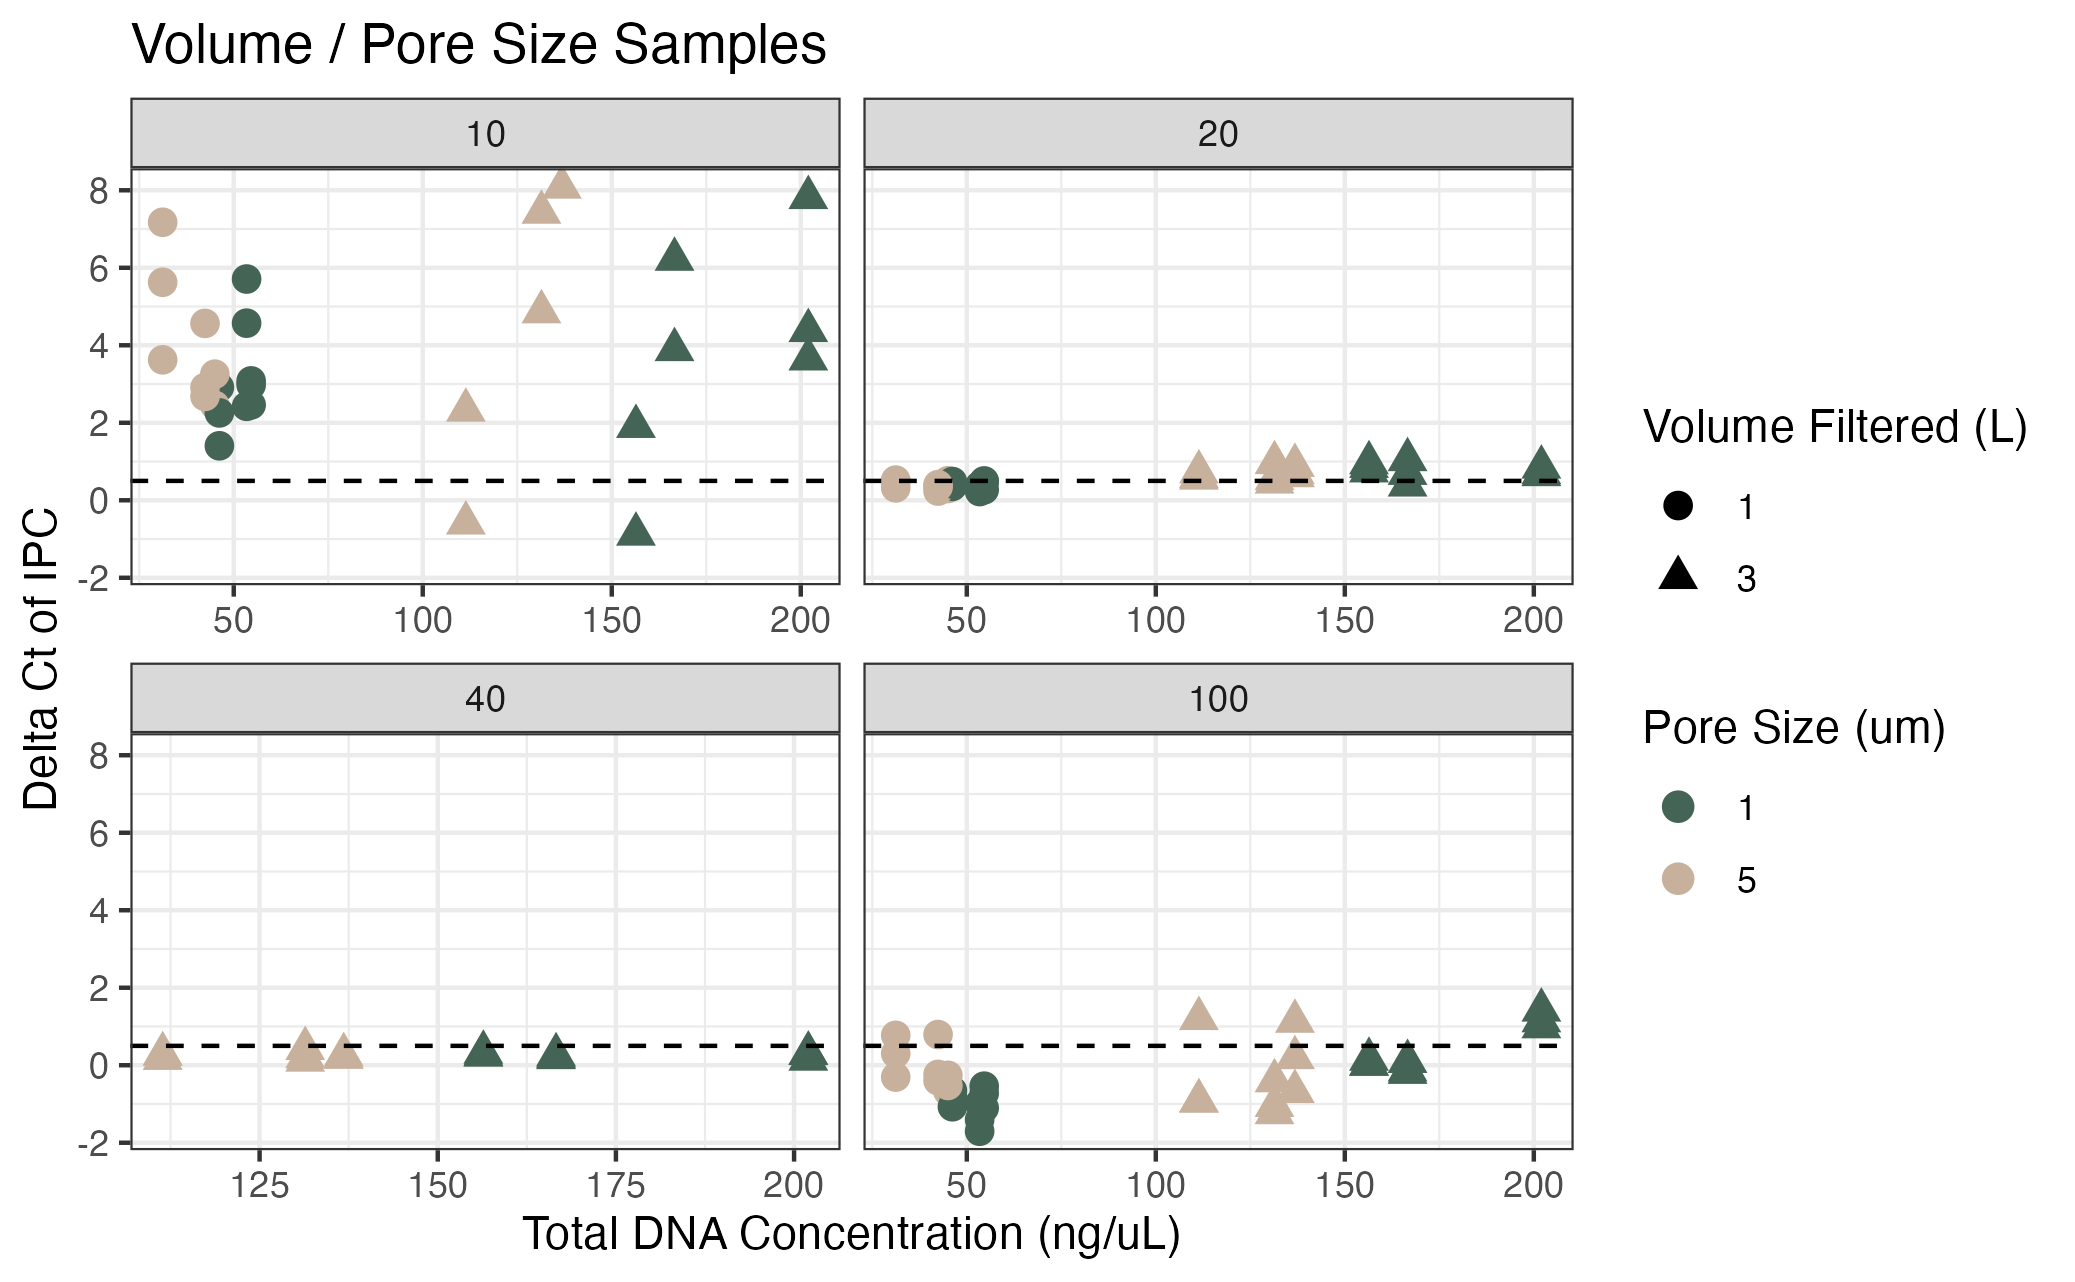 Volume / Pore Size Samples
10
20
8
6
4
2
0
-2
50 100 150 200
50 100 150 200
40
100
8
6
4
2
0
-2
125 150 175 200
50 100 150 200
Delta Ct of IPC
Total DNA Concentration (ng/uL)
Volume Filtered (L)
1
3
Pore Size (um)
1
5